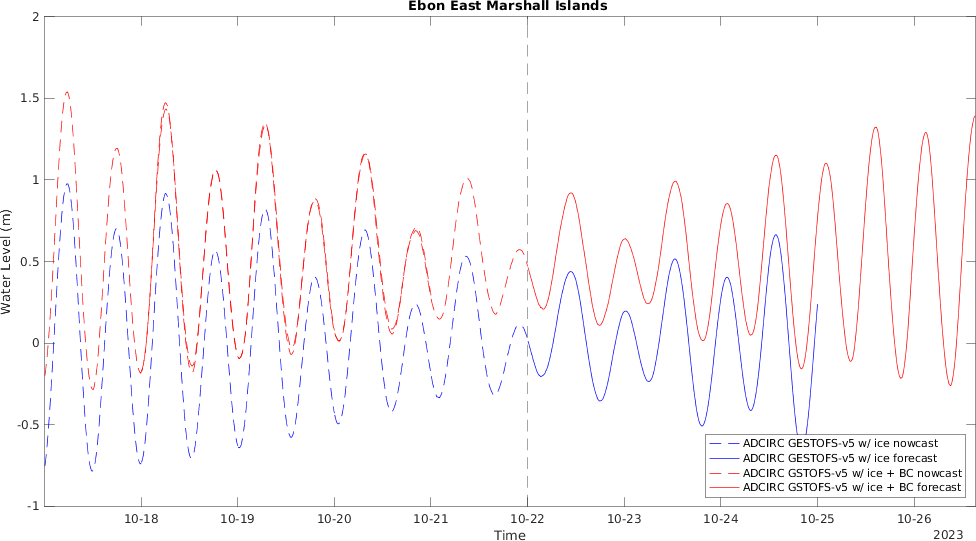 Ebon East Marshall Islands
2
1.5
1
0.5
0
-0.5
-1
Water Level (m)
10-18
10-19
10-20
10-21
10-22
10-23
10-24
10-25
10-26
Time
2023
ADCIRC GESTOFS-v5 w/ ice nowcast
ADCIRC GESTOFS-v5 w/ ice forecast
ADCIRC GSTOFS-v5 w/ ice + BC nowcast
ADCIRC GSTOFS-v5 w/ ice + BC forecast